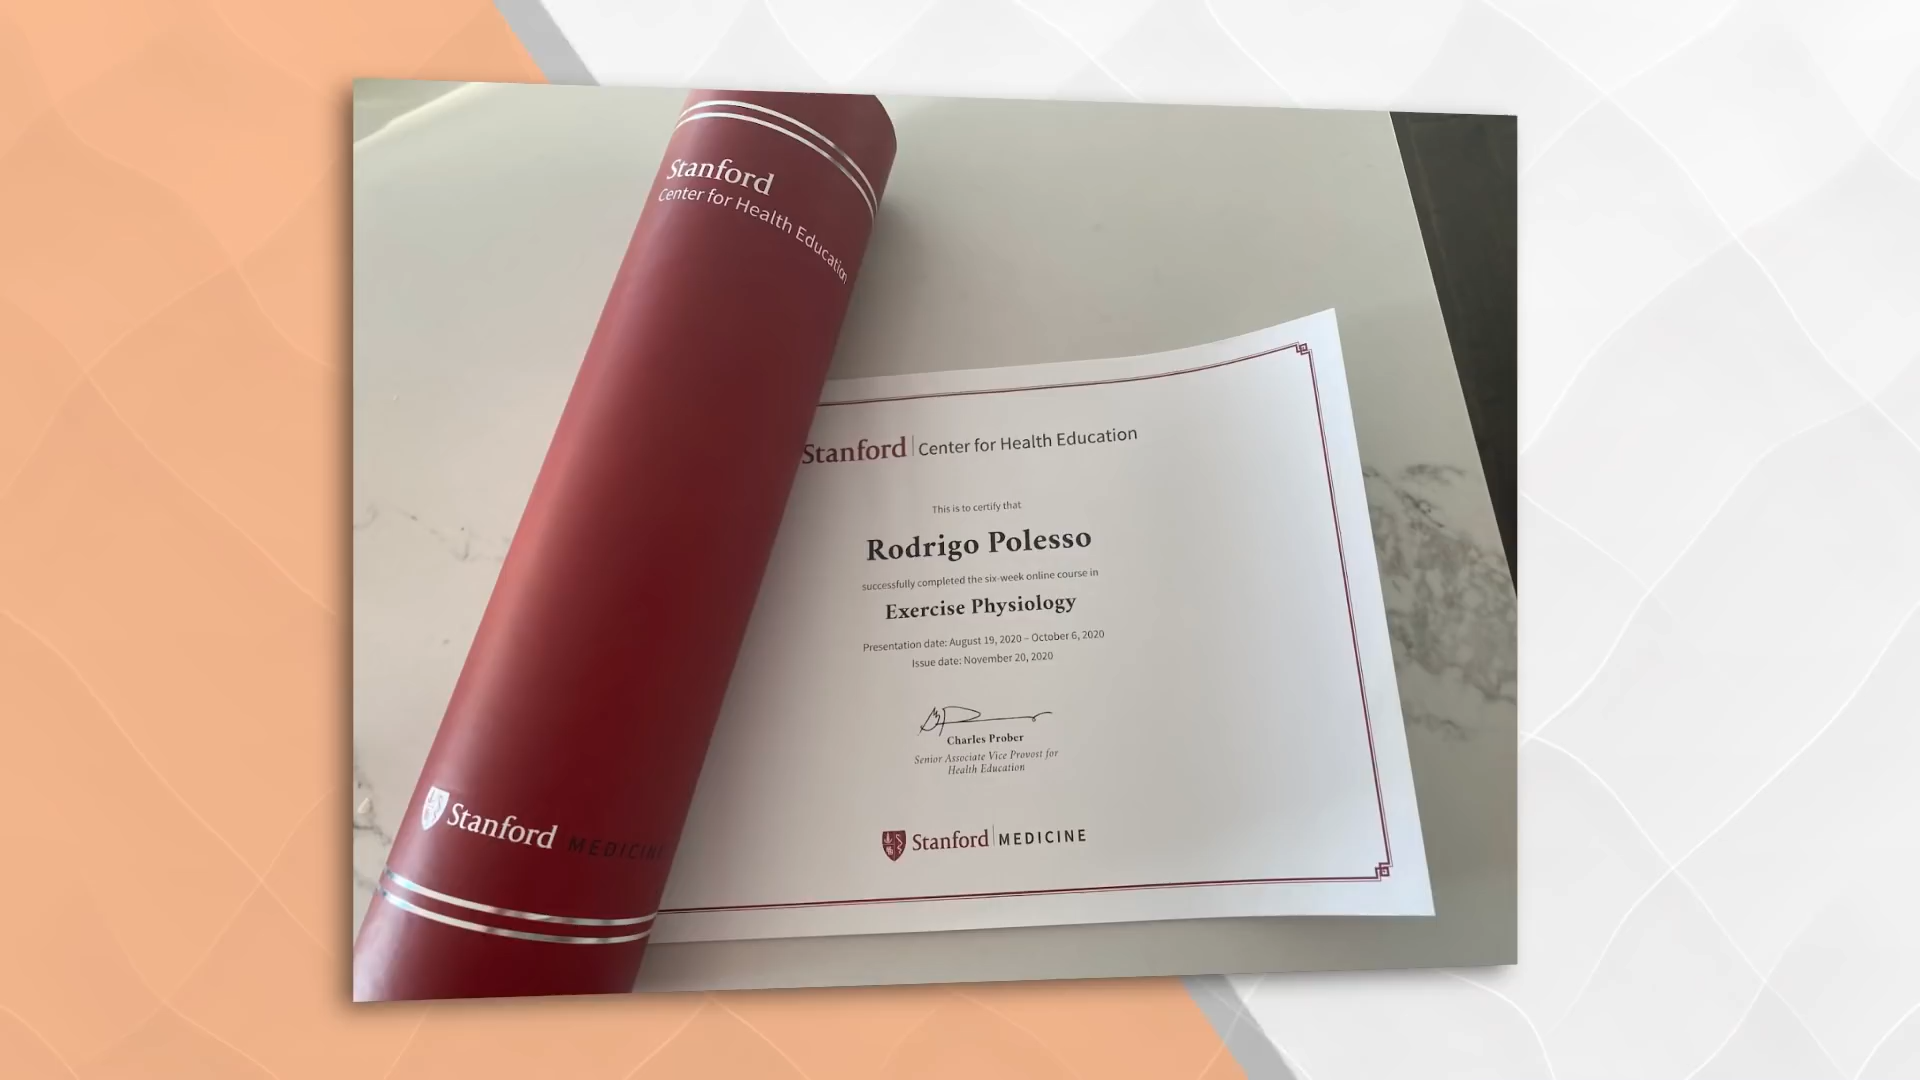 Stanford
Center for Health Education
Stanford MEDICINE
Stanford Center for Health Education
This is to certify that
Rodrigo Polesso
successfully completed the six-week online course in
Exercise Physiology
Presentation date: August 19, 2020 – October 6, 2020
Issue date: November 20, 2020
Charles Prober
Senior Associate Vice Provost for
Health Education
Stanford MEDICINE